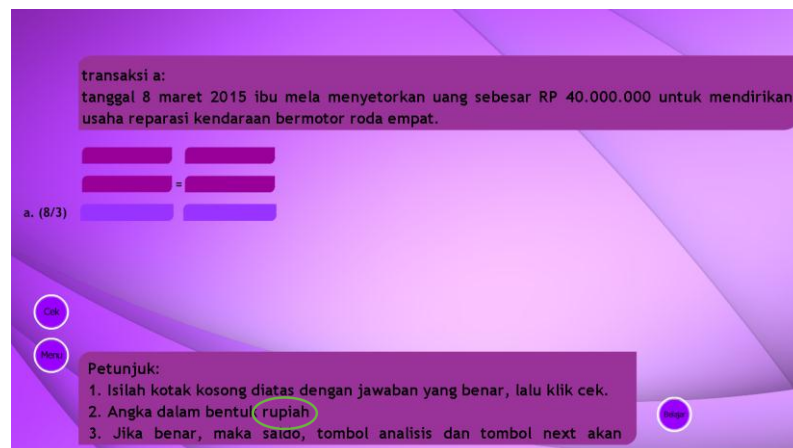 transaksi a:
tanggal 8 maret 2015 ibu mela menyetorkan uang sebesar RP 40.000.000 untuk mendirikan
usaha reparasi kendaraan bermotor roda empat.
=
a. (8/3)
Cek
Menu
Petunjuk:
1. Isilah kotak kosong diatas dengan jawaban yang benar, lalu klik cek.
2. Angka dalam bentuk rupiah
3. Jika benar, maka saldo, tombol analisis dan tombol next akan